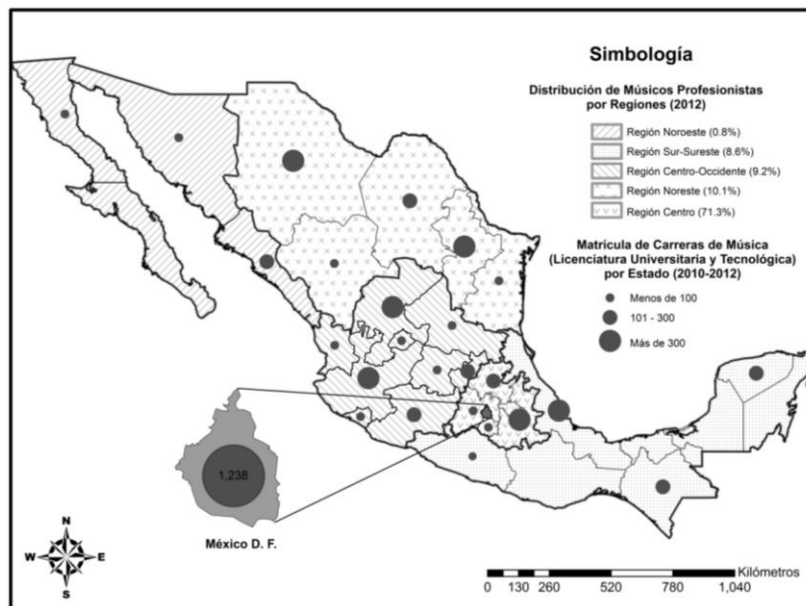 Simbología
Distribución de Músicos Profesionistas
por Regiones (2012)
Región Noroeste (0.8%)
Región Sur-Sureste (8.6%)
Región Centro-Occidente (9.2%)
Región Noreste (10.1%)
Región Centro (71.3%)
Matrícula de Carreras de Música
(Licenciatura Universitaria y Tecnológica)
por Estado (2010-2012)
Menos de 100
101 - 300
Más de 300
1,238
México D. F.
N
W E
S
Kilómetros
0 130 260 520 780 1,040